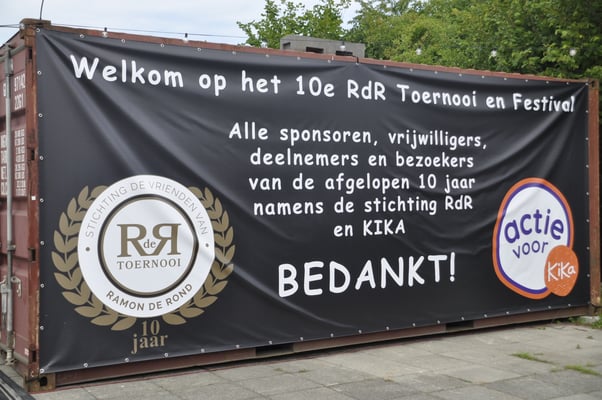 Welkom op het 10e RdR Toernooi en Festival
Alle sponsoren, vrijwilligers,
deelnemers en bezoekers
van de afgelopen 10 jaar
namens de stichting RdR
en KIKA
BEDANKT!
STICHTING DE VRIENDEN VAN
RdR
TOERNOOI
RAMON DE ROND
10
jaar
actie
voor
KiKa